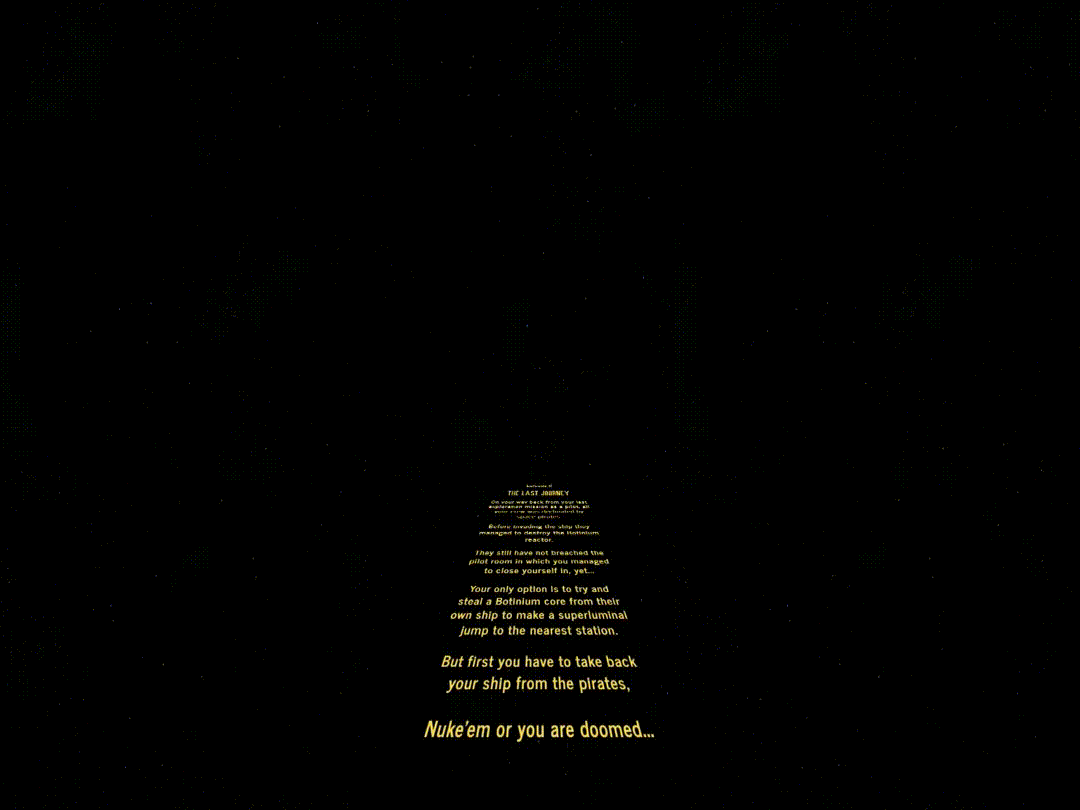 THE LAST JOURNEY
On your way back from your last
exploration mission as a pilot, all
your crew was decimated by
space pirates.
Before invading the ship they
managed to destroy the Botinium
reactor.
They still have not breached the
pilot room in which you managed
to close yourself in, yet...
Your only option is to try and
steal a Botinium core from their
own ship to make a superluminal
jump to the nearest station.
But first you have to take back
your ship from the pirates,
Nuke'em or you are doomed...